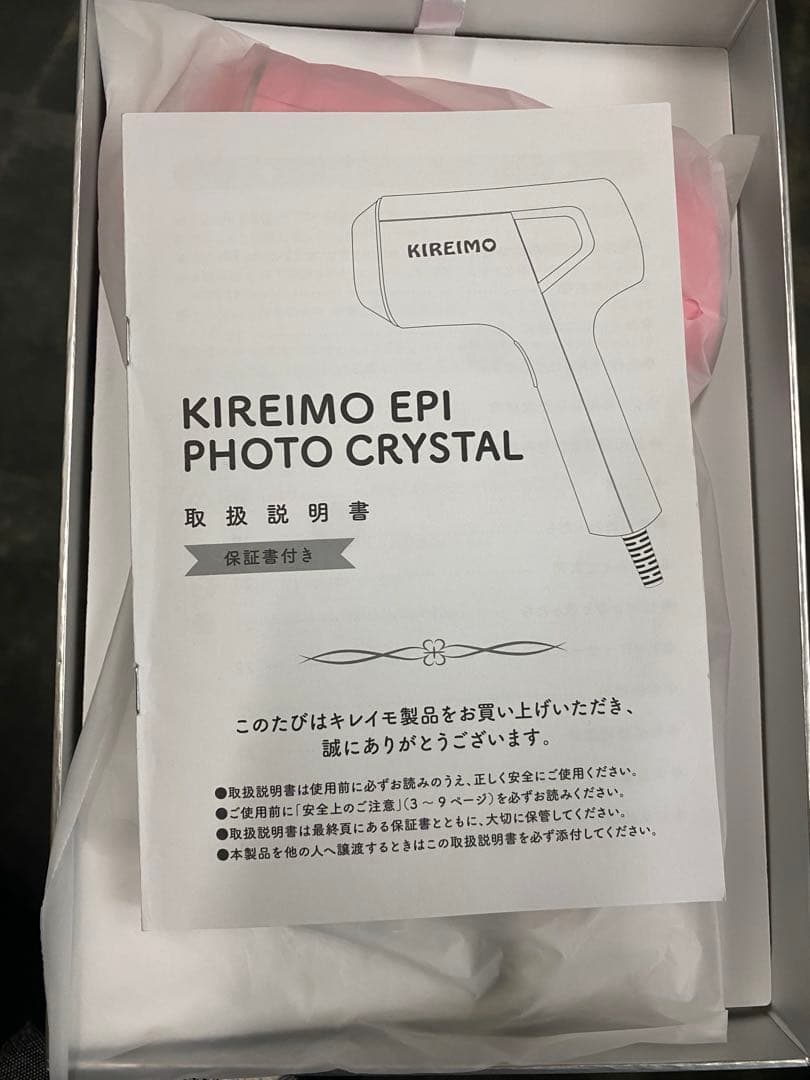 KIREIMO
KIREIMO EPI
PHOTO CRYSTAL
取扱説明書
保証書付き
このたびはキレイモ製品をお買い上げいただき、
誠にありがとうございます。
●取扱説明書は使用前に必ずお読みのうえ、正しく安全にご使用ください。
●ご使用前に「安全上のご注意」(3～9ページ)を必ずお読みください。
●取扱説明書は最終頁にある保証書とともに、大切に保管してください。
●本製品を他の人へ譲渡するときはこの取扱説明書を必ず添付してください。